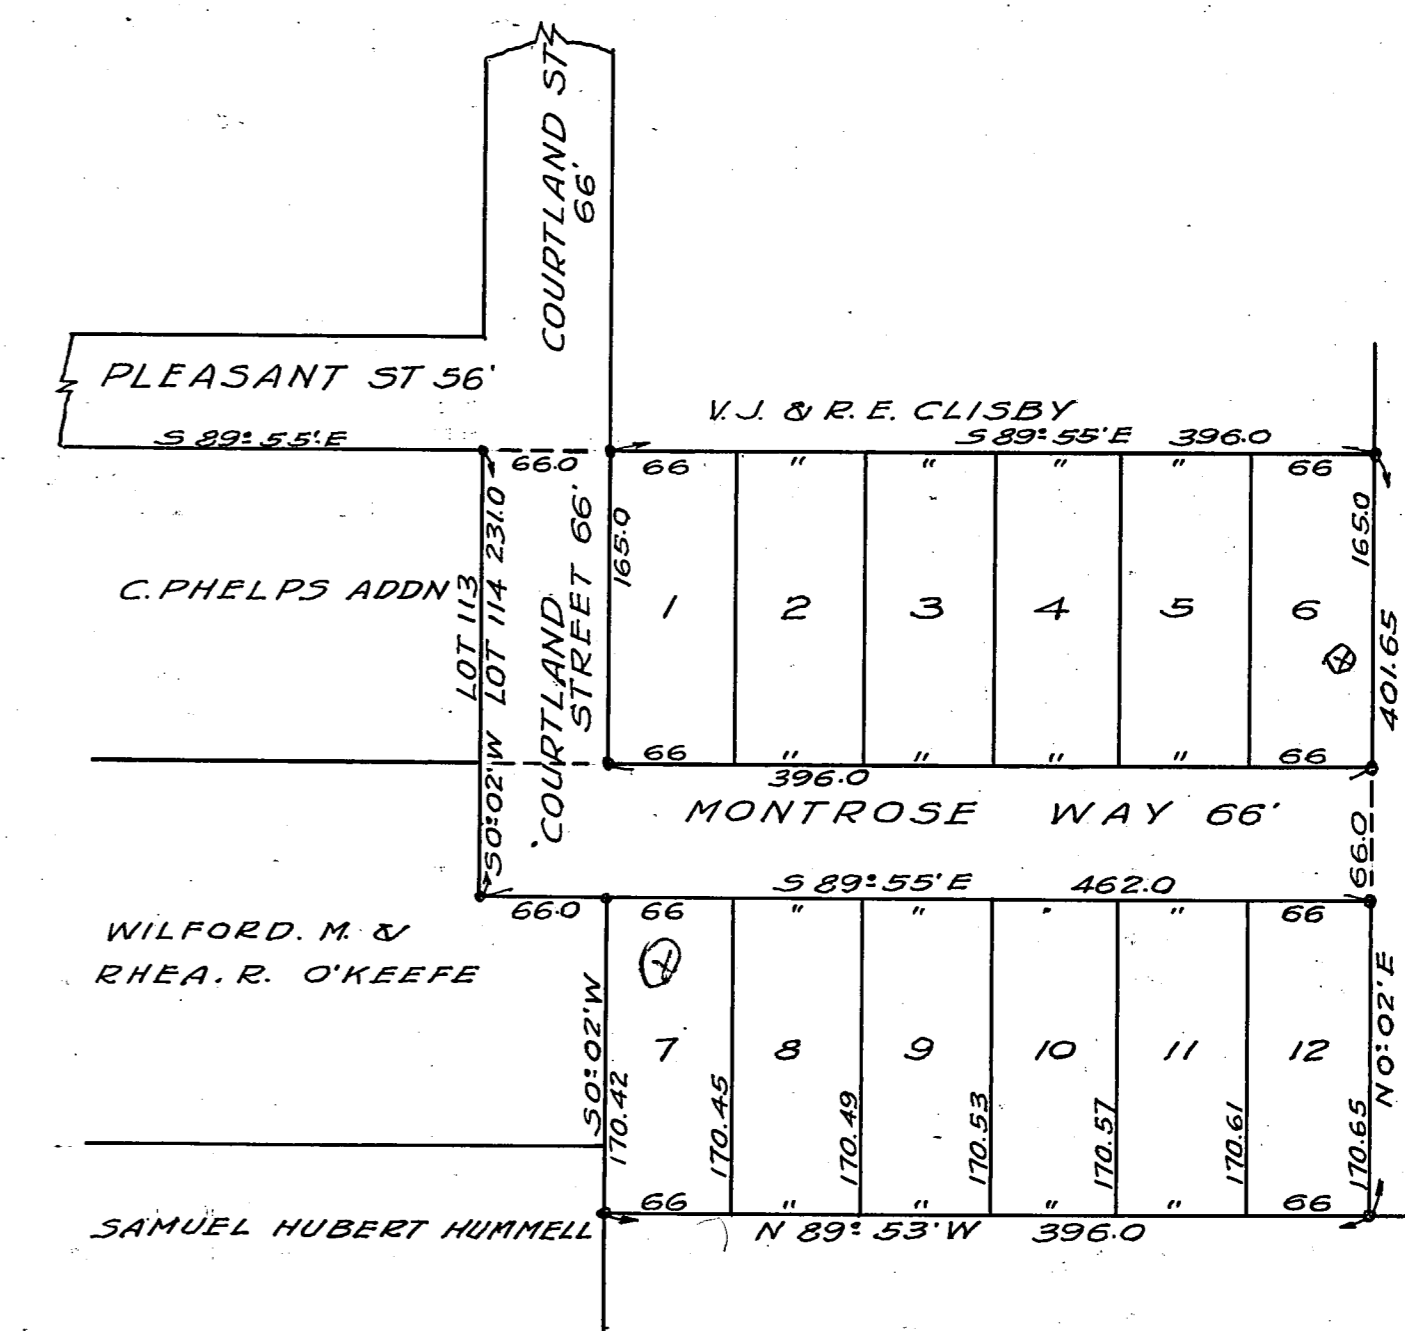 COURTLAND ST
66'
PLEASANT ST 56'
S 89° 55' E
V. J. & R. E. CLISBY
S 89° 55' E 396.0
66.0
66 " " " " 66
C. PHELPS ADDN
LOT 113
S0° 02' W LOT 114 231.0
COURTLAND
STREET 66'
165.0
165.0
401.65
1 2 3 4 5 6
66 " " " " 66
396.0
MONTROSE WAY 66'
66.0
S 89° 55' E 462.0
66.0
66 " " " " 66
WILFORD. M. &
RHEA. R. O'KEEFE
S0° 02' W
N 0° 02' E
7 8 9 10 11 12
170.42
170.45
170.49
170.53
170.57
170.61
170.65
66 " " " " 66
SAMUEL HUBERT HUMMELL
N 89° 53' W 396.0